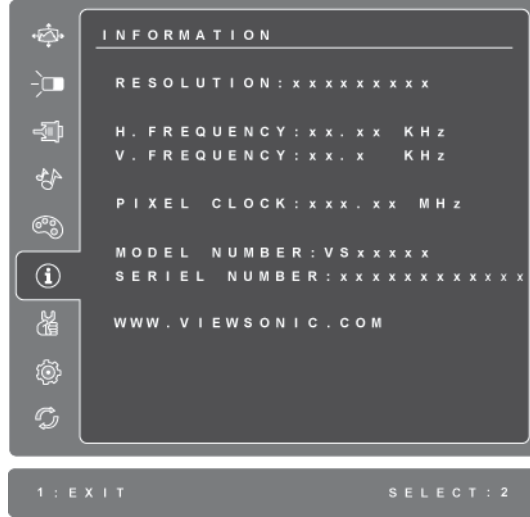 INFORMATION
RESOLUTION:xxxxxxxxx
H. FREQUENCY:xx.xx KHz
V. FREQUENCY:xx.x KHz
PIXEL CLOCK:xxx.xx MHz
MODEL NUMBER:VSxxxxx
SERIEL NUMBER:xxxxxxxxxxxx
WWW.VIEWSONIC.COM
1:EXIT SELECT:2